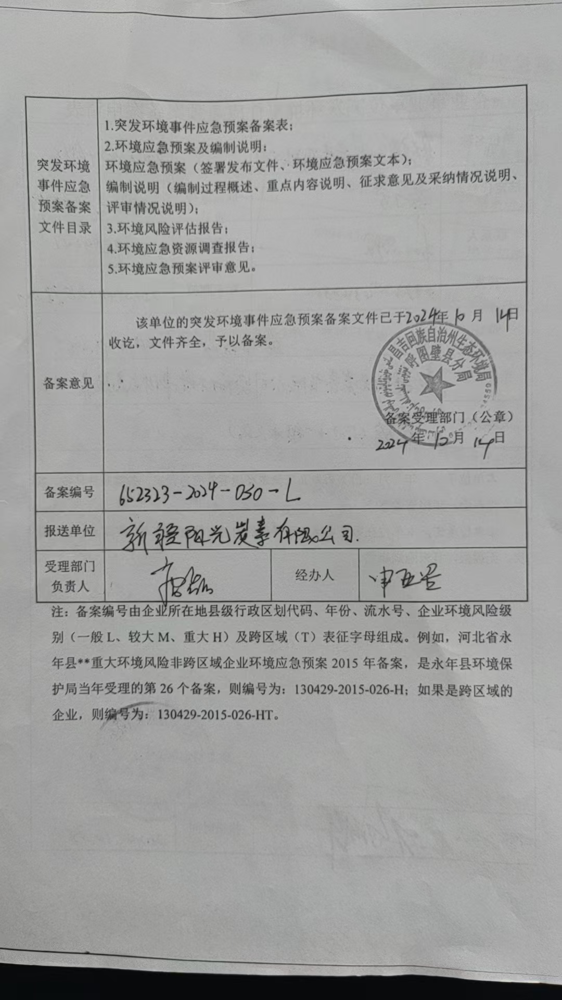 突发环境
事件应急
预案备案
文件目录
1.突发环境事件应急预案备案表；
2.环境应急预案及编制说明：
环境应急预案（签署发布文件、环境应急预案文本）；
编制说明（编制过程概述、重点内容说明、征求意见及采纳情况说明、
评审情况说明）；
3.环境风险评估报告；
4.环境应急资源调查报告；
5.环境应急预案评审意见。
备案意见
该单位的突发环境事件应急预案备案文件已于2024年10月14日
收讫，文件齐全，予以备案。
昌吉回族自治州生态环境局
呼图壁县分局
备案受理部门（公章）
2024年10月14日
备案编号
652323-2024-050-L
报送单位
新疆阳光炭素有限公司.
受理部门
负责人
经办人
注：备案编号由企业所在地县级行政区划代码、年份、流水号、企业环境风险级
别（一般 L、较大 M、重大 H）及跨区域（T）表征字母组成。例如，河北省永
年县**重大环境风险非跨区域企业环境应急预案 2015 年备案，是永年县环境保
护局当年受理的第 26 个备案，则编号为：130429-2015-026-H；如果是跨区域的
企业，则编号为：130429-2015-026-HT。